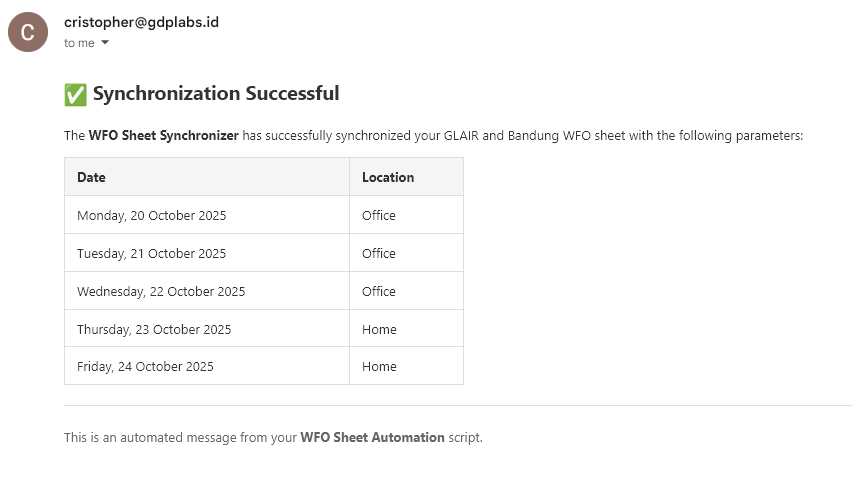 C
cristopher@gdplabs.id
to me
✅ Synchronization Successful
The WFO Sheet Synchronizer has successfully synchronized your GLAIR and Bandung WFO sheet with the following parameters:
Date Location
Monday, 20 October 2025 Office
Tuesday, 21 October 2025 Office
Wednesday, 22 October 2025 Office
Thursday, 23 October 2025 Home
Friday, 24 October 2025 Home
This is an automated message from your WFO Sheet Automation script.